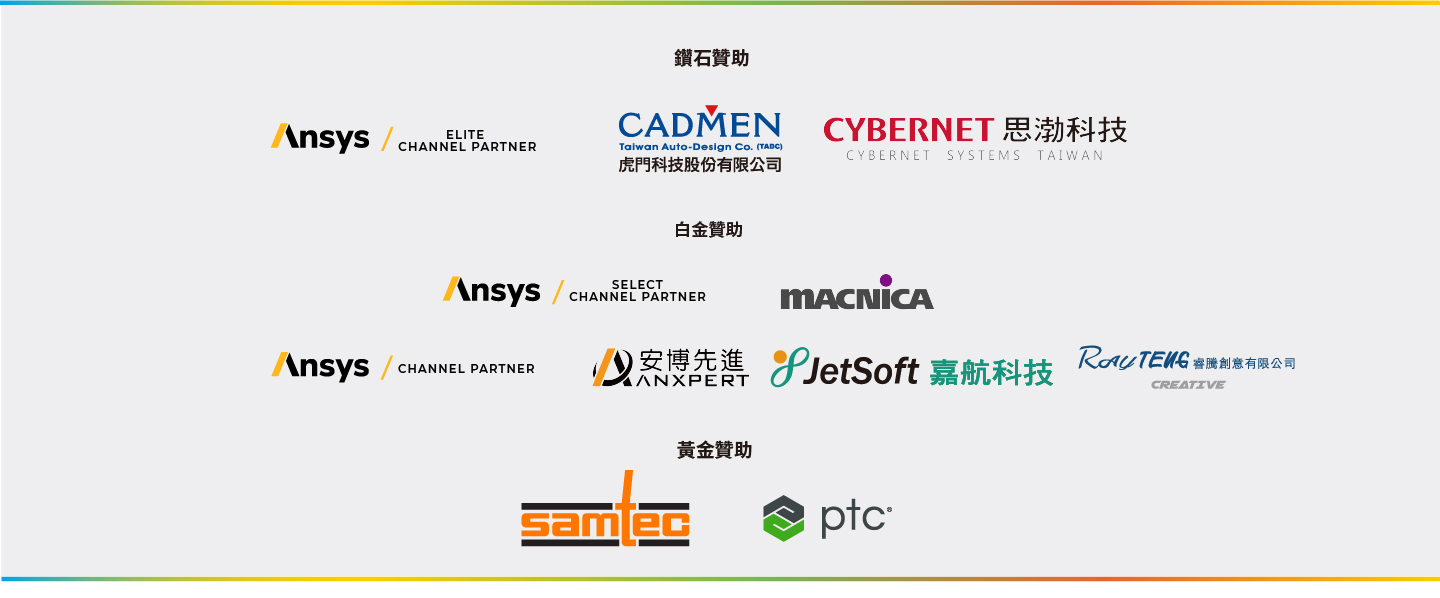 鑽石贊助
Ansys / ELITE
CHANNEL PARTNER
CADMEN
Taiwan Auto-Design Co. (TADC)
虎門科技股份有限公司
CYBERNET 思渤科技
CYBERNET SYSTEMS TAIWAN
白金贊助
Ansys / SELECT
CHANNEL PARTNER
MACNICA
Ansys / CHANNEL PARTNER
安博先進
ANXPERT
JetSoft 嘉航科技
RAYTENG 睿騰創意有限公司
CREATIVE
黃金贊助
samtec
ptc®